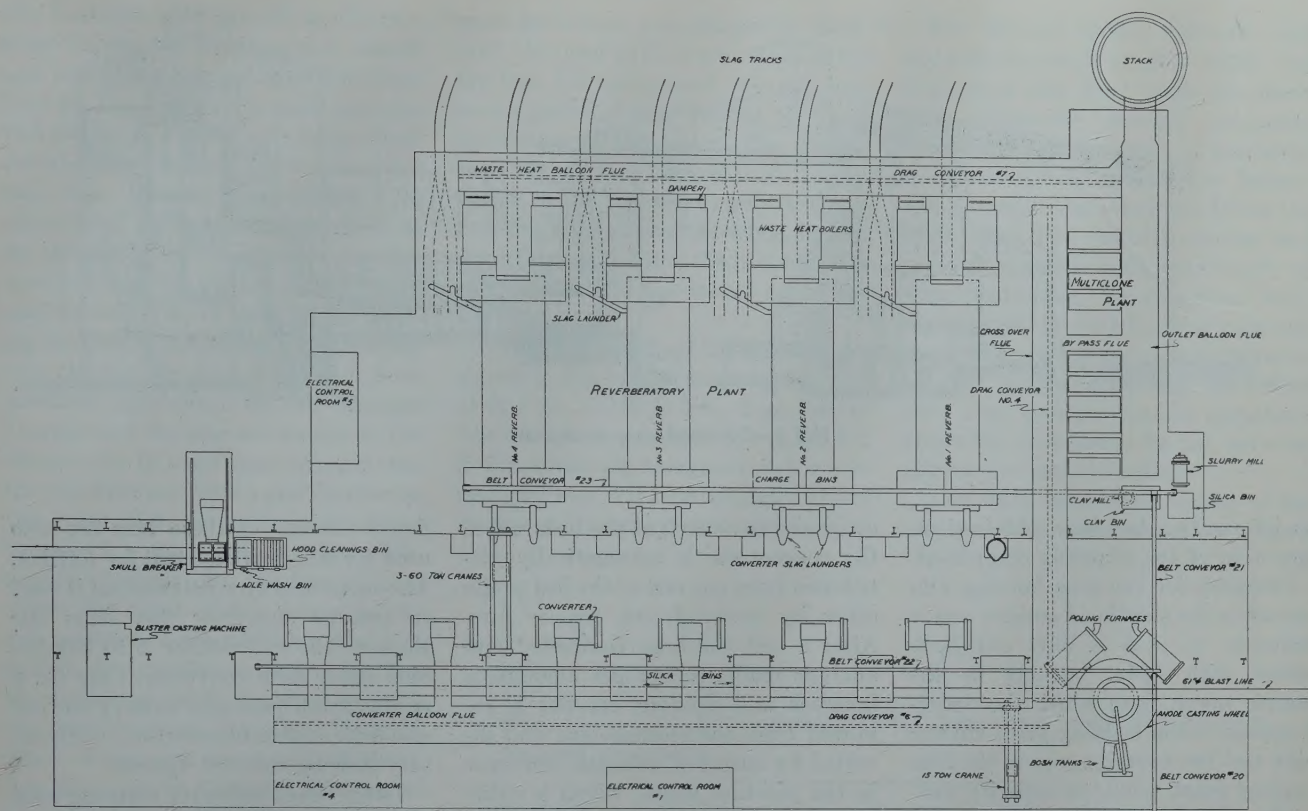 SLAG TRACKS
STACK
WASTE HEAT BALLOON FLUE
DRAG CONVEYOR #7
DAMPER
WASTE HEAT BOILERS
MULTICLONE
PLANT
SLAG LAUNDER
CROSS OVER
FLUE
BY PASS FLUE
OUTLET BALLOON FLUE
ELECTRICAL
CONTROL
ROOM #5
REVERBERATORY PLANT
DRAG CONVEYOR
NO. 4
No 4 REVERB.
No 3 REVERB
No 2 REVERB.
No 1 REVERB.
BELT CONVEYOR #23
CHARGE BINS
SLURRY MILL
CLAY MILL
SILICA BIN
CLAY BIN
HOOD CLEANINGS BIN
SKULL BREAKER
LADLE WASH BIN
3-60 TON CRANES
CONVERTER SLAG LAUNDERS
BELT CONVEYOR #21
CONVERTER
POLING FURNACES
BLISTER CASTING MACHINE
BELT CONVEYOR #22
SILICA BINS
61"⌀ BLAST LINE
CONVERTER BALLOON FLUE
DRAG CONVEYOR #6
ANODE CASTING WHEEL
BOSH TANKS
ELECTRICAL CONTROL ROOM
#4
ELECTRICAL CONTROL ROOM
#1
15 TON CRANE
BELT CONVEYOR #20